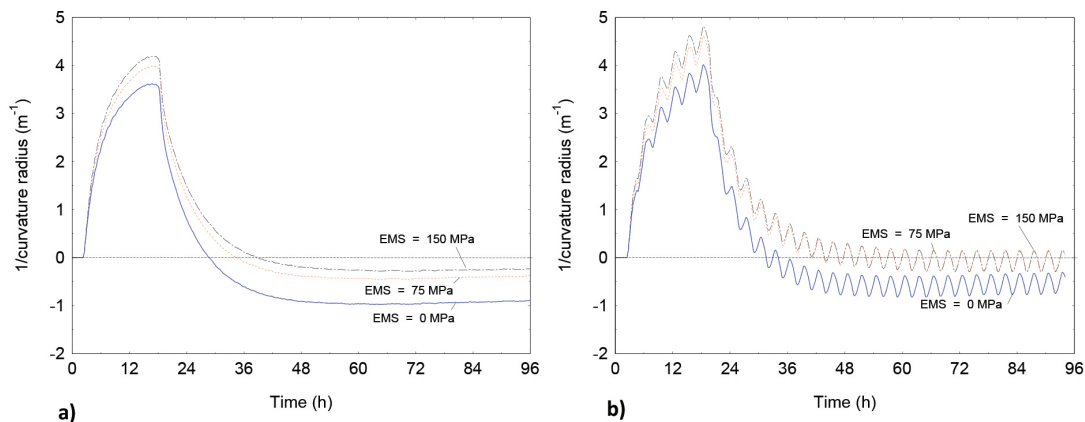 5
4
3
2
1
0
-1
-2
1/curvature radius (m-1)
EMS = 150 MPa
EMS = 75 MPa
EMS = 0 MPa
0 12 24 36 48 60 72 84 96
Time (h)
a)
5
4
3
2
1
0
-1
-2
1/curvature radius (m-1)
EMS = 150 MPa
EMS = 75 MPa
EMS = 0 MPa
0 12 24 36 48 60 72 84 96
Time (h)
b)